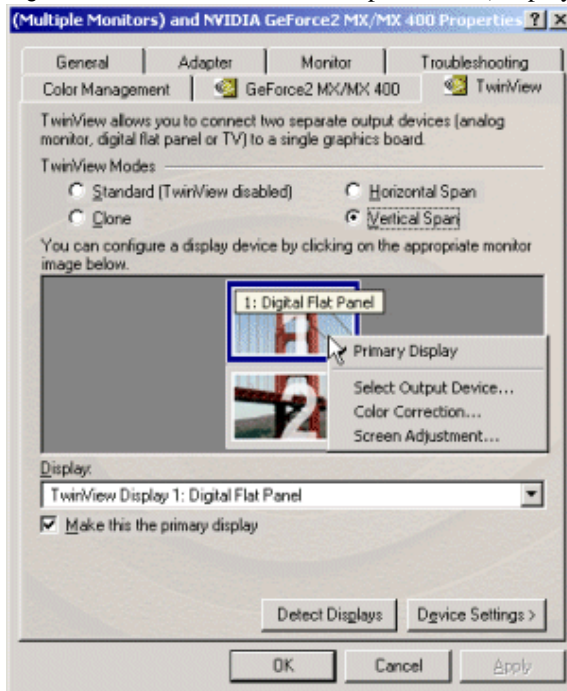 (Multiple Monitors) and NVIDIA GeForce2 MX/MX 400 Properties ? X
General Adapter Monitor Troubleshooting
Color Management GeForce2 MX/MX 400 TwinView
TwinView allows you to connect two separate output devices (analog
monitor, digital flat panel or TV) to a single graphics board.
TwinView Modes
Standard (TwinView disabled) Horizontal Span
Clone Vertical Span
You can configure a display device by clicking on the appropriate monitor
image below.
1: Digital Flat Panel
1
Primary Display
Select Output Device...
2
Color Correction...
Screen Adjustment...
Display:
TwinView Display 1: Digital Flat Panel
Make this the primary display
Detect Displays Device Settings >
OK Cancel Apply